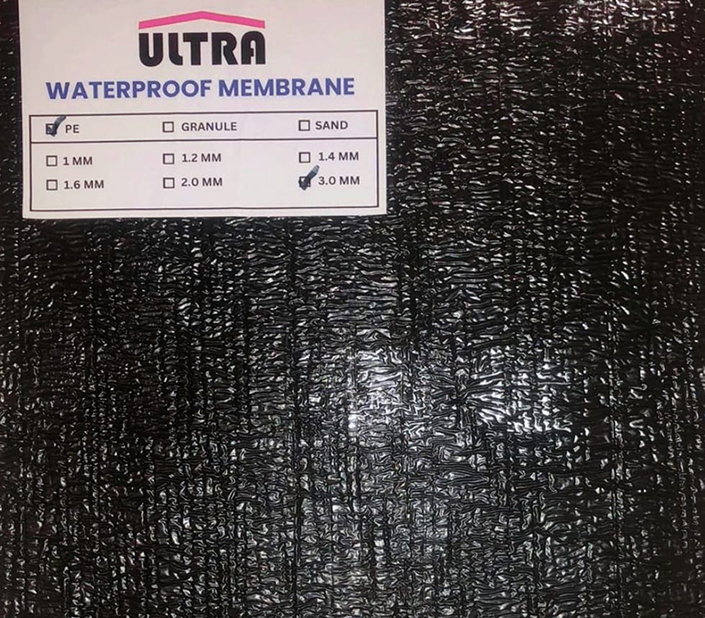 ULTRA
WATERPROOF MEMBRANE
PE GRANULE SAND
1 MM 1.2 MM 1.4 MM
1.6 MM 2.0 MM 3.0 MM